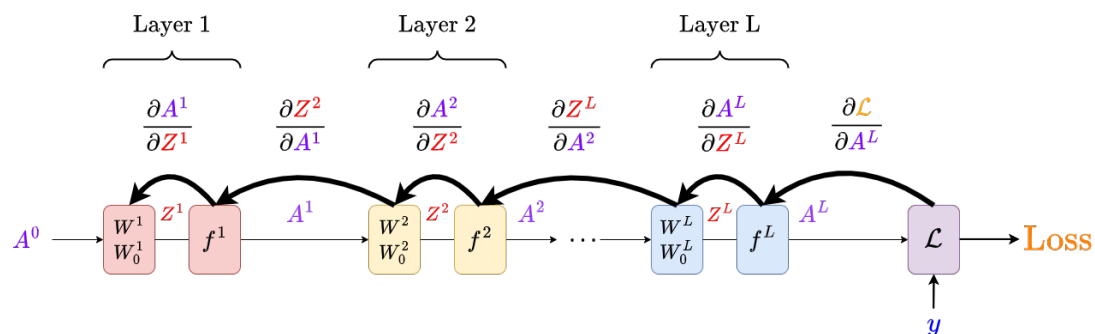 Layer 1 Layer 2 Layer L
∂A¹/∂Z¹ ∂Z²/∂A¹ ∂A²/∂Z² ∂Z^L/∂A² ∂A^L/∂Z^L ∂ℒ/∂A^L
A⁰ W¹ Z¹ f¹ A¹ W² Z² f² A² ··· W^L Z^L f^L A^L ℒ Loss
W₀¹ W₀² W₀^L
y